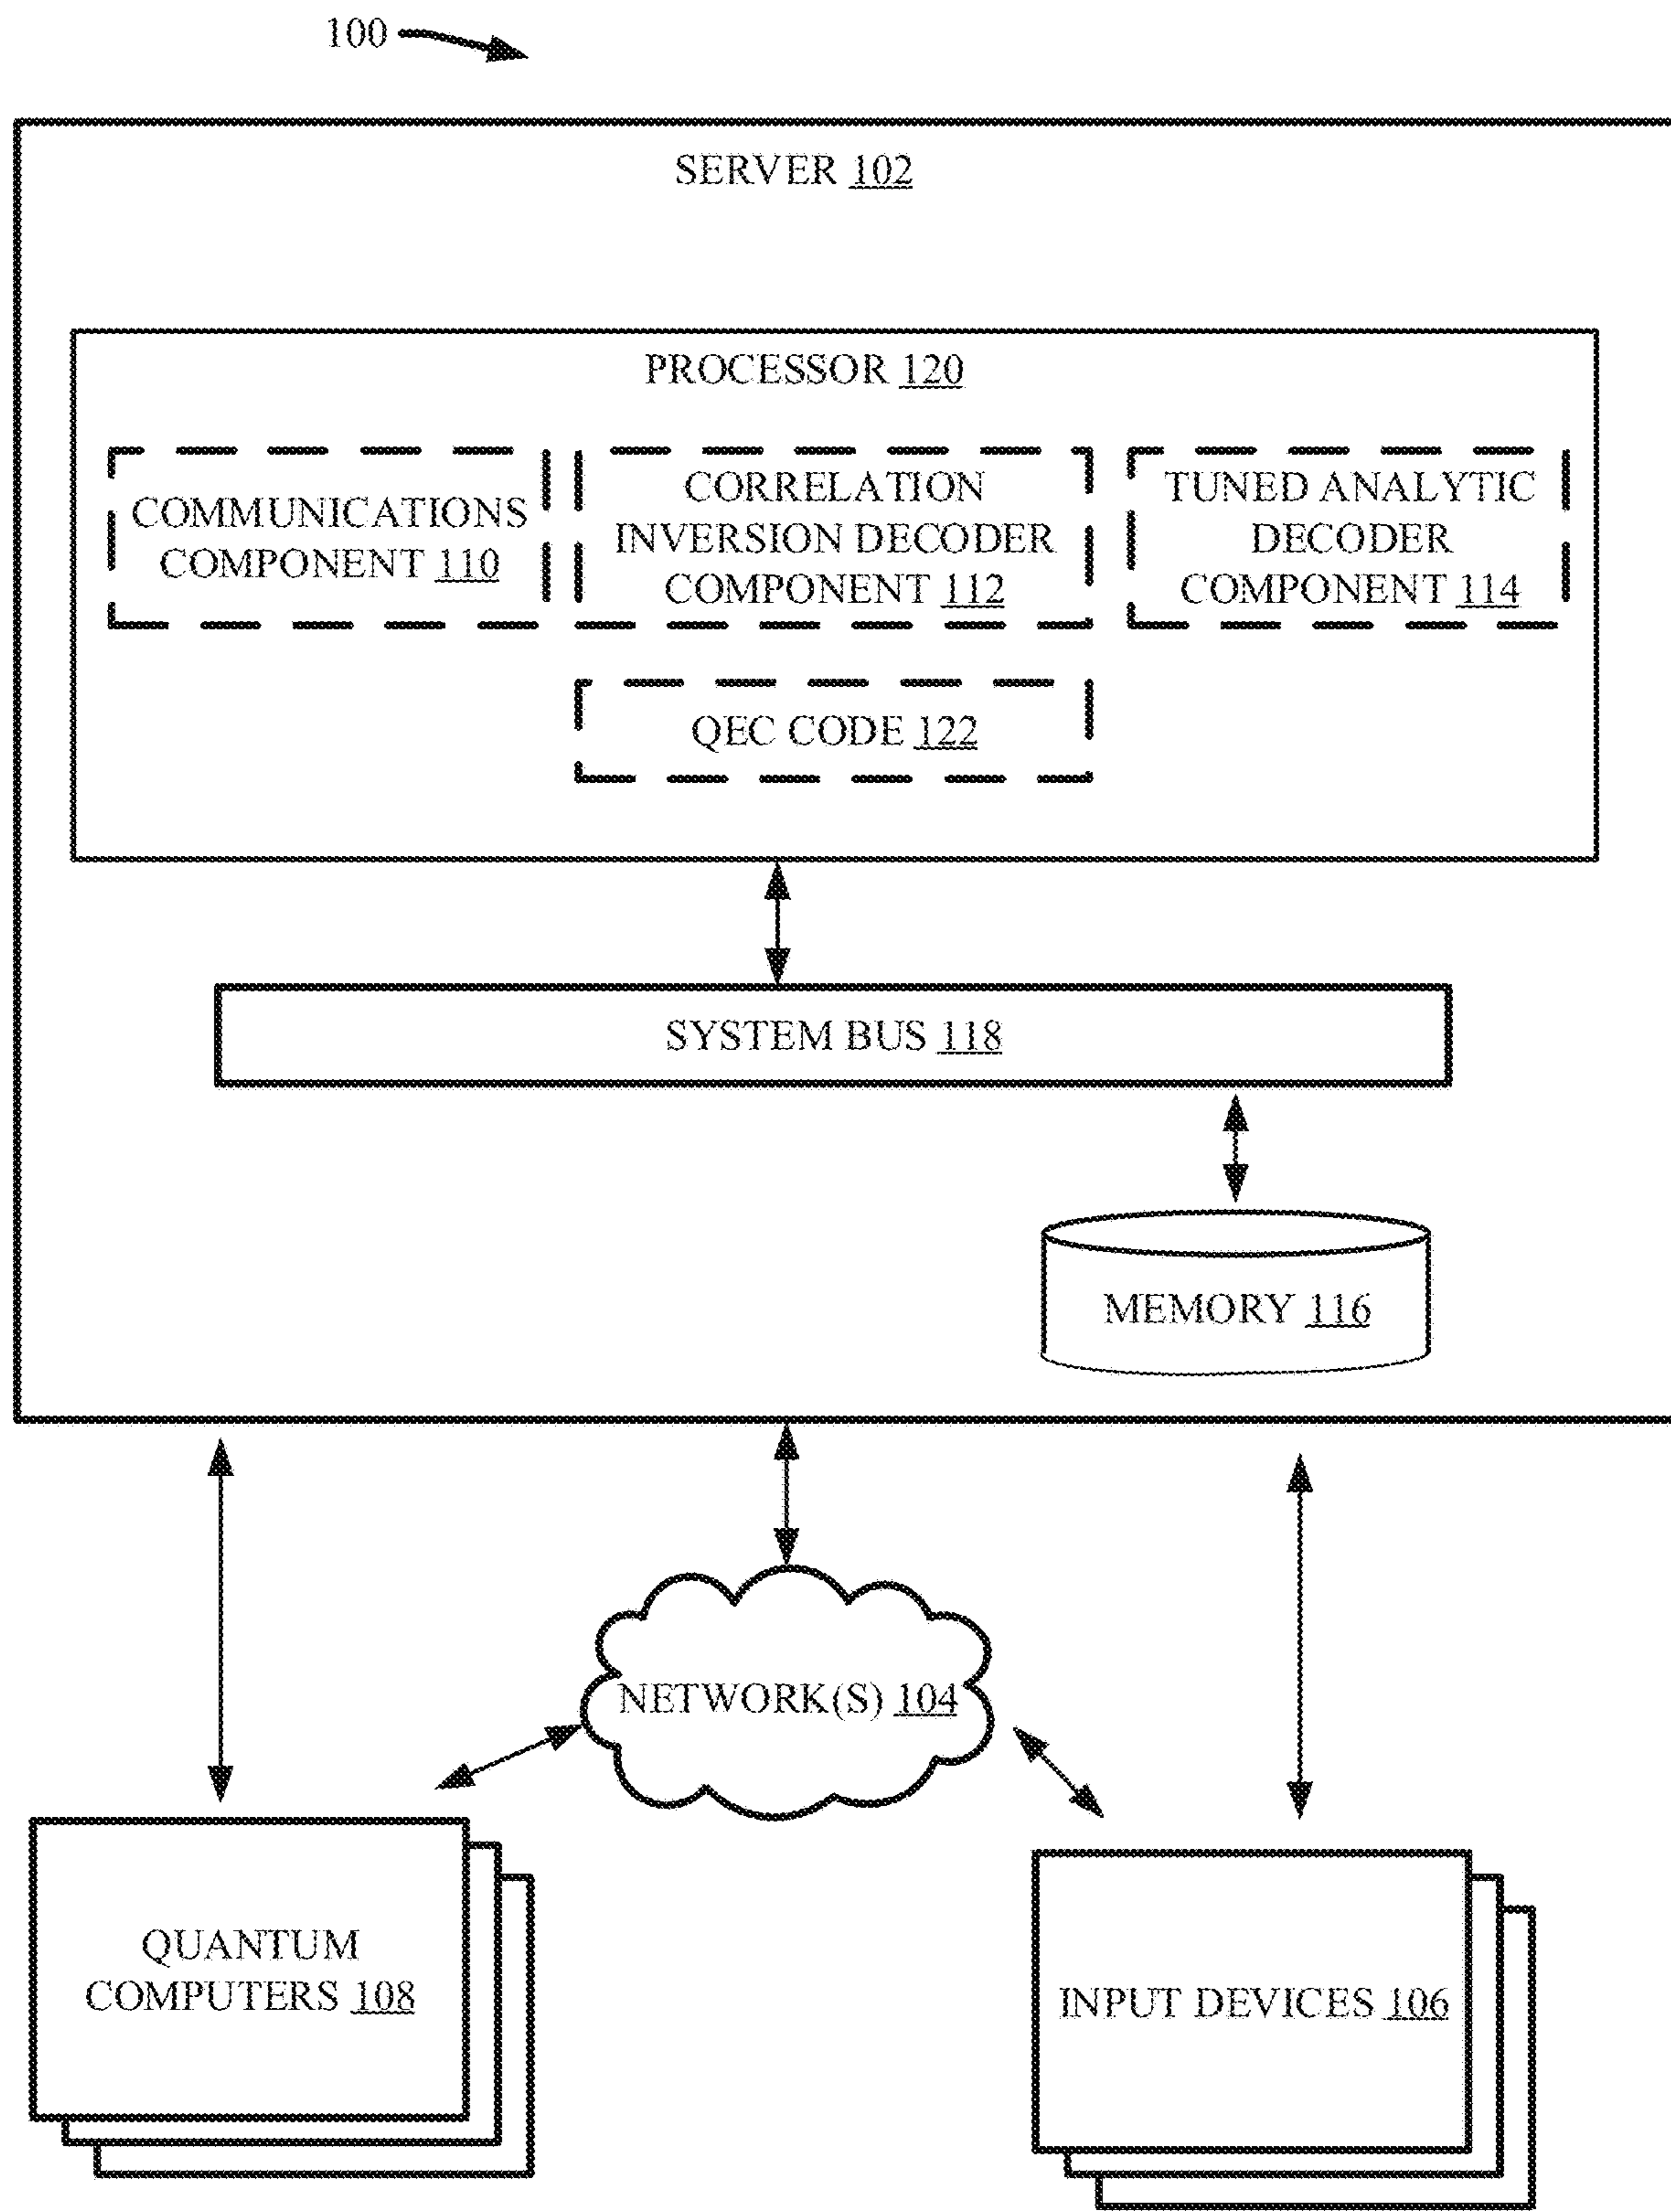 100
SERVER 102
PROCESSOR 120
COMMUNICATIONS
COMPONENT 110
CORRELATION
INVERSION DECODER
COMPONENT 112
TUNED ANALYTIC
DECODER
COMPONENT 114
QEC CODE 122
SYSTEM BUS 118
MEMORY 116
NETWORK(S) 104
QUANTUM
COMPUTERS 108
INPUT DEVICES 106